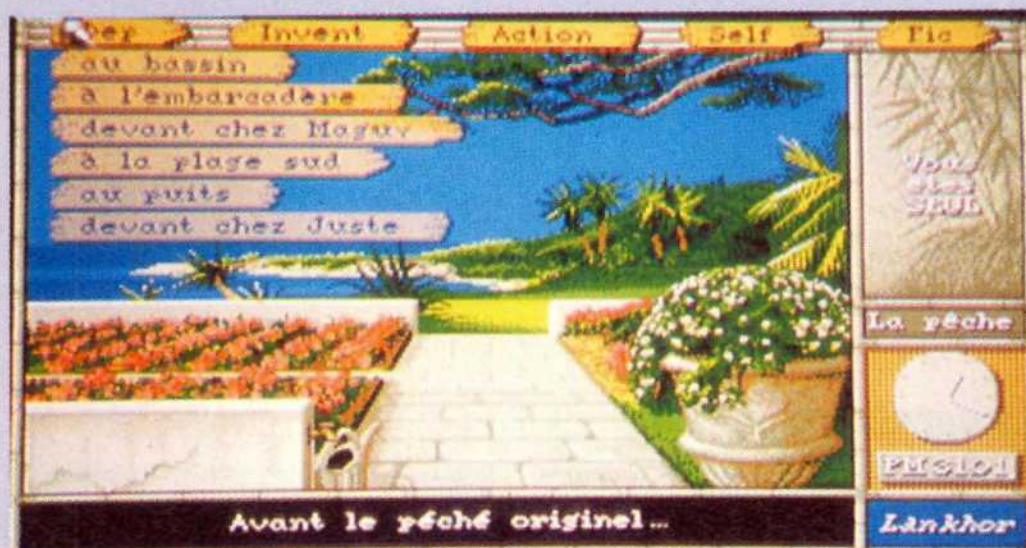 Dep Invent Action Self Fic
au bassin
à l'embarcadère
devant chez Maguy
à la plage sud
au puits
devant chez Juste
Vous
êtes
SEUL
La pêche
Avant le péché originel...
Lankhor